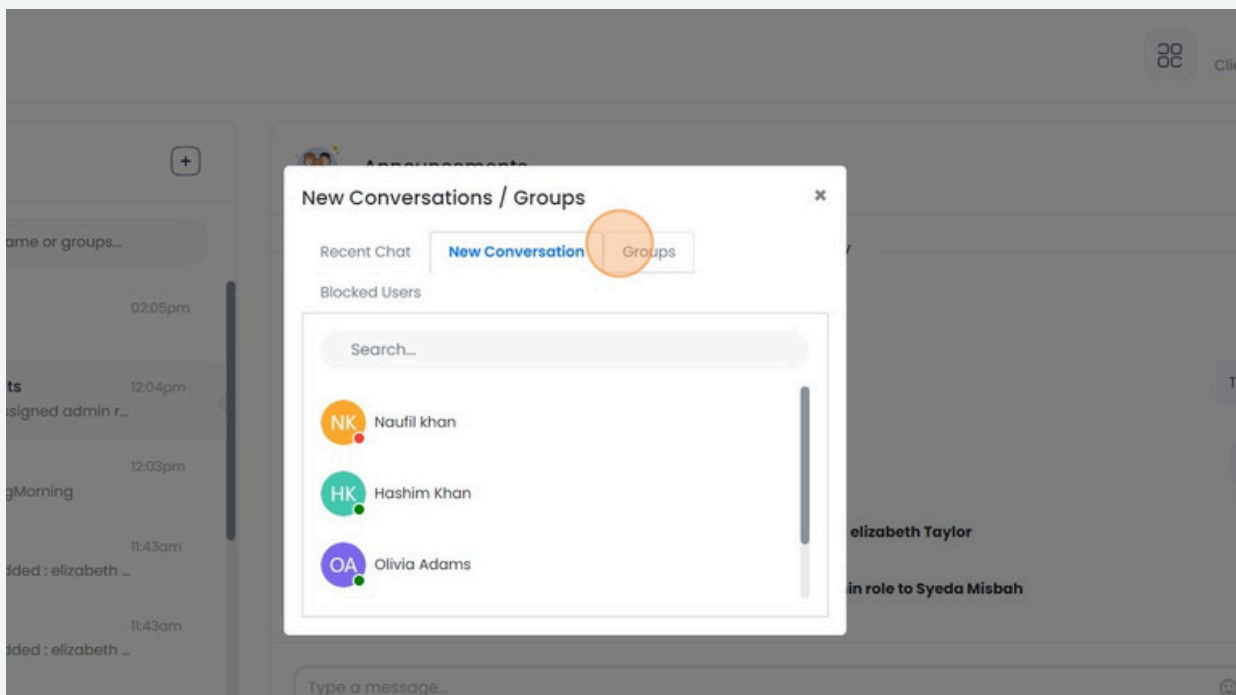 Clie
Announcements
New Conversations / Groups
ame or groups...
Recent Chat
New Conversation
Groups
y
Blocked Users
02:05pm
Search...
ts
12:04pm
ssigned admin r...
T
NK
Naufil khan
12:03pm
gMorning
HK
Hashim Khan
elizabeth Taylor
11:43am
dded : elizabeth ...
OA
Olivia Adams
in role to Syeda Misbah
11:43am
dded : elizabeth ...
Type a message...